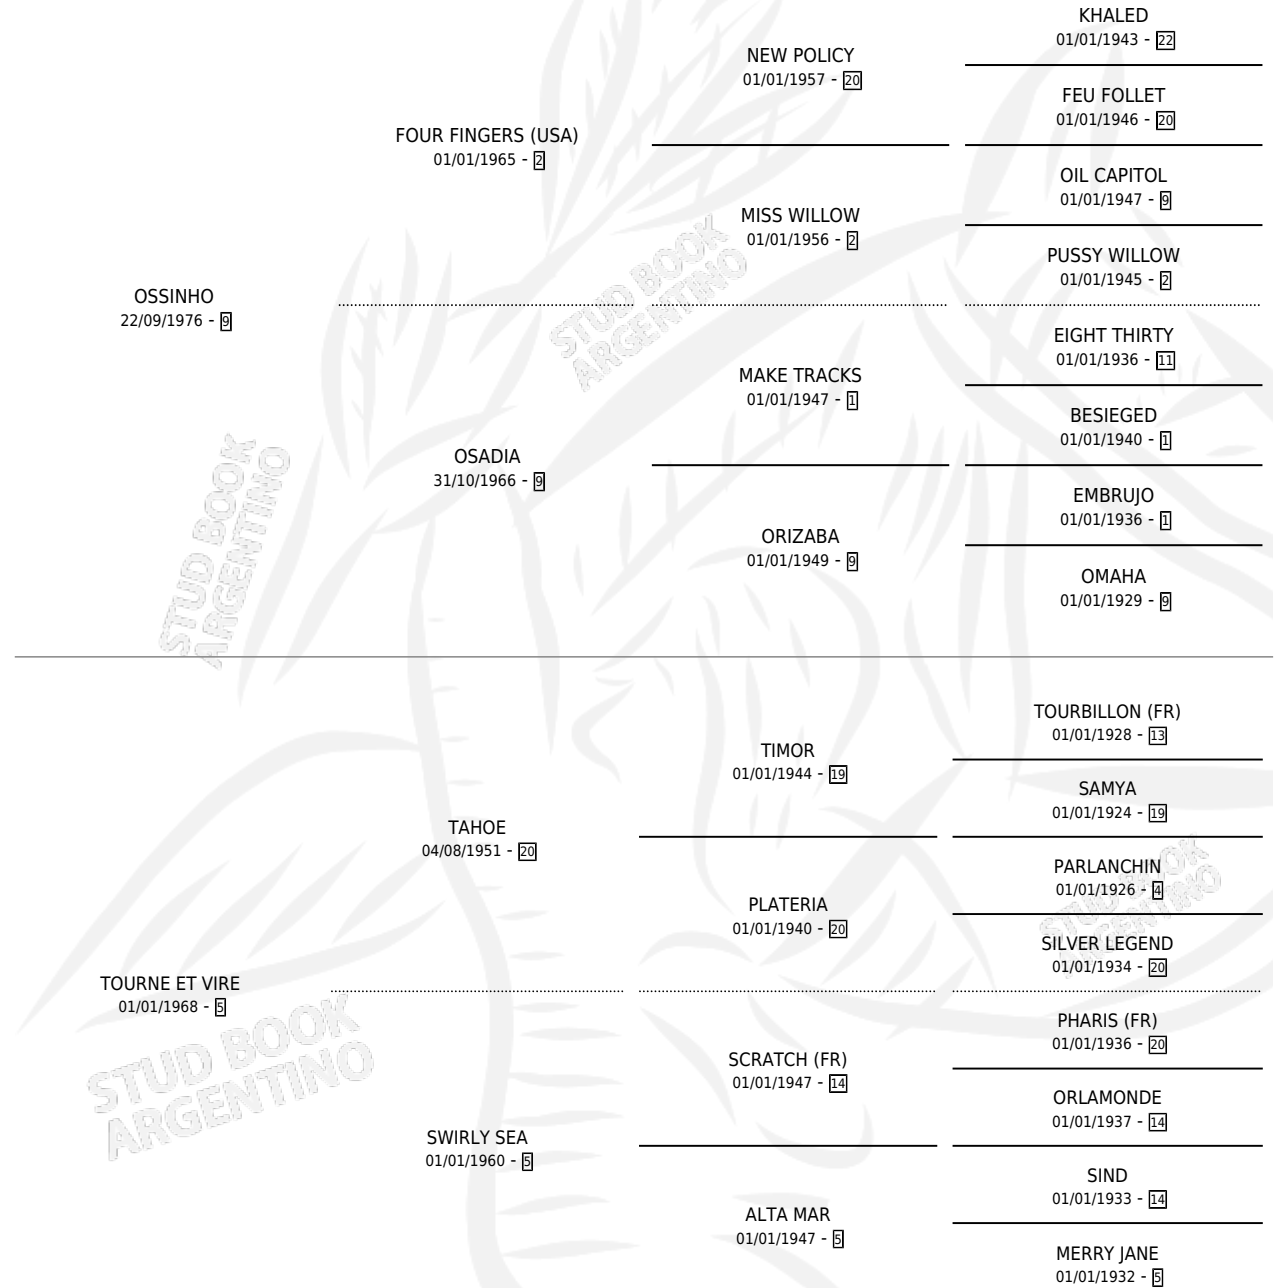 KHALED
01/01/1943 - 22
NEW POLICY
01/01/1957 - 20
FEU FOLLET
01/01/1946 - 20
FOUR FINGERS (USA)
01/01/1965 - 2
OIL CAPITOL
01/01/1947 - 9
MISS WILLOW
01/01/1956 - 2
PUSSY WILLOW
01/01/1945 - 2
STUD BOOK
ARGENTINO
OSSINHO
22/09/1976 - 9
EIGHT THIRTY
01/01/1936 - 11
MAKE TRACKS
01/01/1947 - 1
BESIEGED
01/01/1940 - 1
OSADIA
31/10/1966 - 9
EMBRUJO
01/01/1936 - 1
ORIZABA
01/01/1949 - 9
OMAHA
01/01/1929 - 9
STUD BOOK
ARGENTINO
TOURBILLON (FR)
01/01/1928 - 13
TIMOR
01/01/1944 - 19
SAMYA
01/01/1924 - 19
TAHOE
04/08/1951 - 20
PARLANCHIN
01/01/1926 - 4
PLATERIA
01/01/1940 - 20
SILVER LEGEND
01/01/1934 - 20
STUD BOOK
ARGENTINO
TOURNE ET VIRE
01/01/1968 - 5
PHARIS (FR)
01/01/1936 - 20
SCRATCH (FR)
01/01/1947 - 14
ORLAMONDE
01/01/1937 - 14
STUD BOOK
ARGENTINO
SWIRLY SEA
01/01/1960 - 5
SIND
01/01/1933 - 14
ALTA MAR
01/01/1947 - 5
MERRY JANE
01/01/1932 - 5